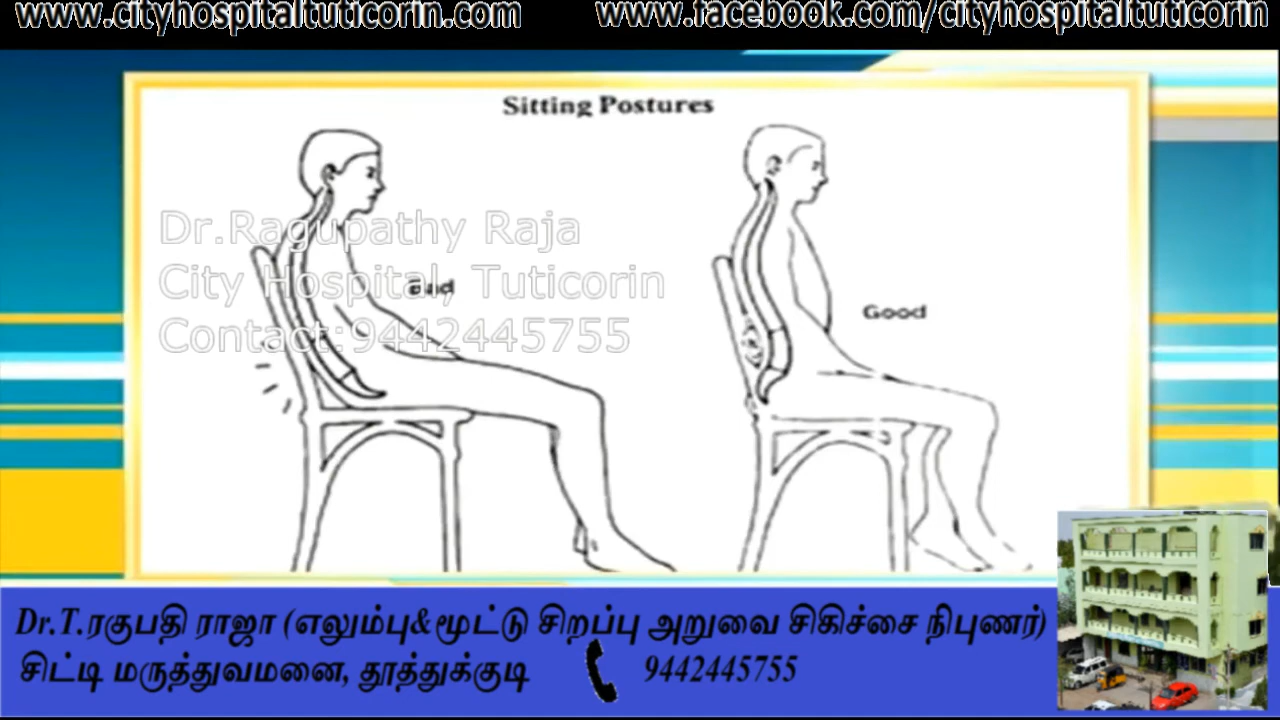 www.cityhospitaltuticorin.com www.facebook.com/cityhospitaltuticorin
Sitting Postures
Dr.Ragupathy Raja
City Hospital, Tuticorin
Contact:9442445755
Bad
Good
Dr.T.ரகுபதி ராஜா (எலும்பு&மூட்டு சிறப்பு அறுவை சிகிச்சை நிபுணர்)
சிட்டி மருத்துவமனை, தூத்துக்குடி 9442445755